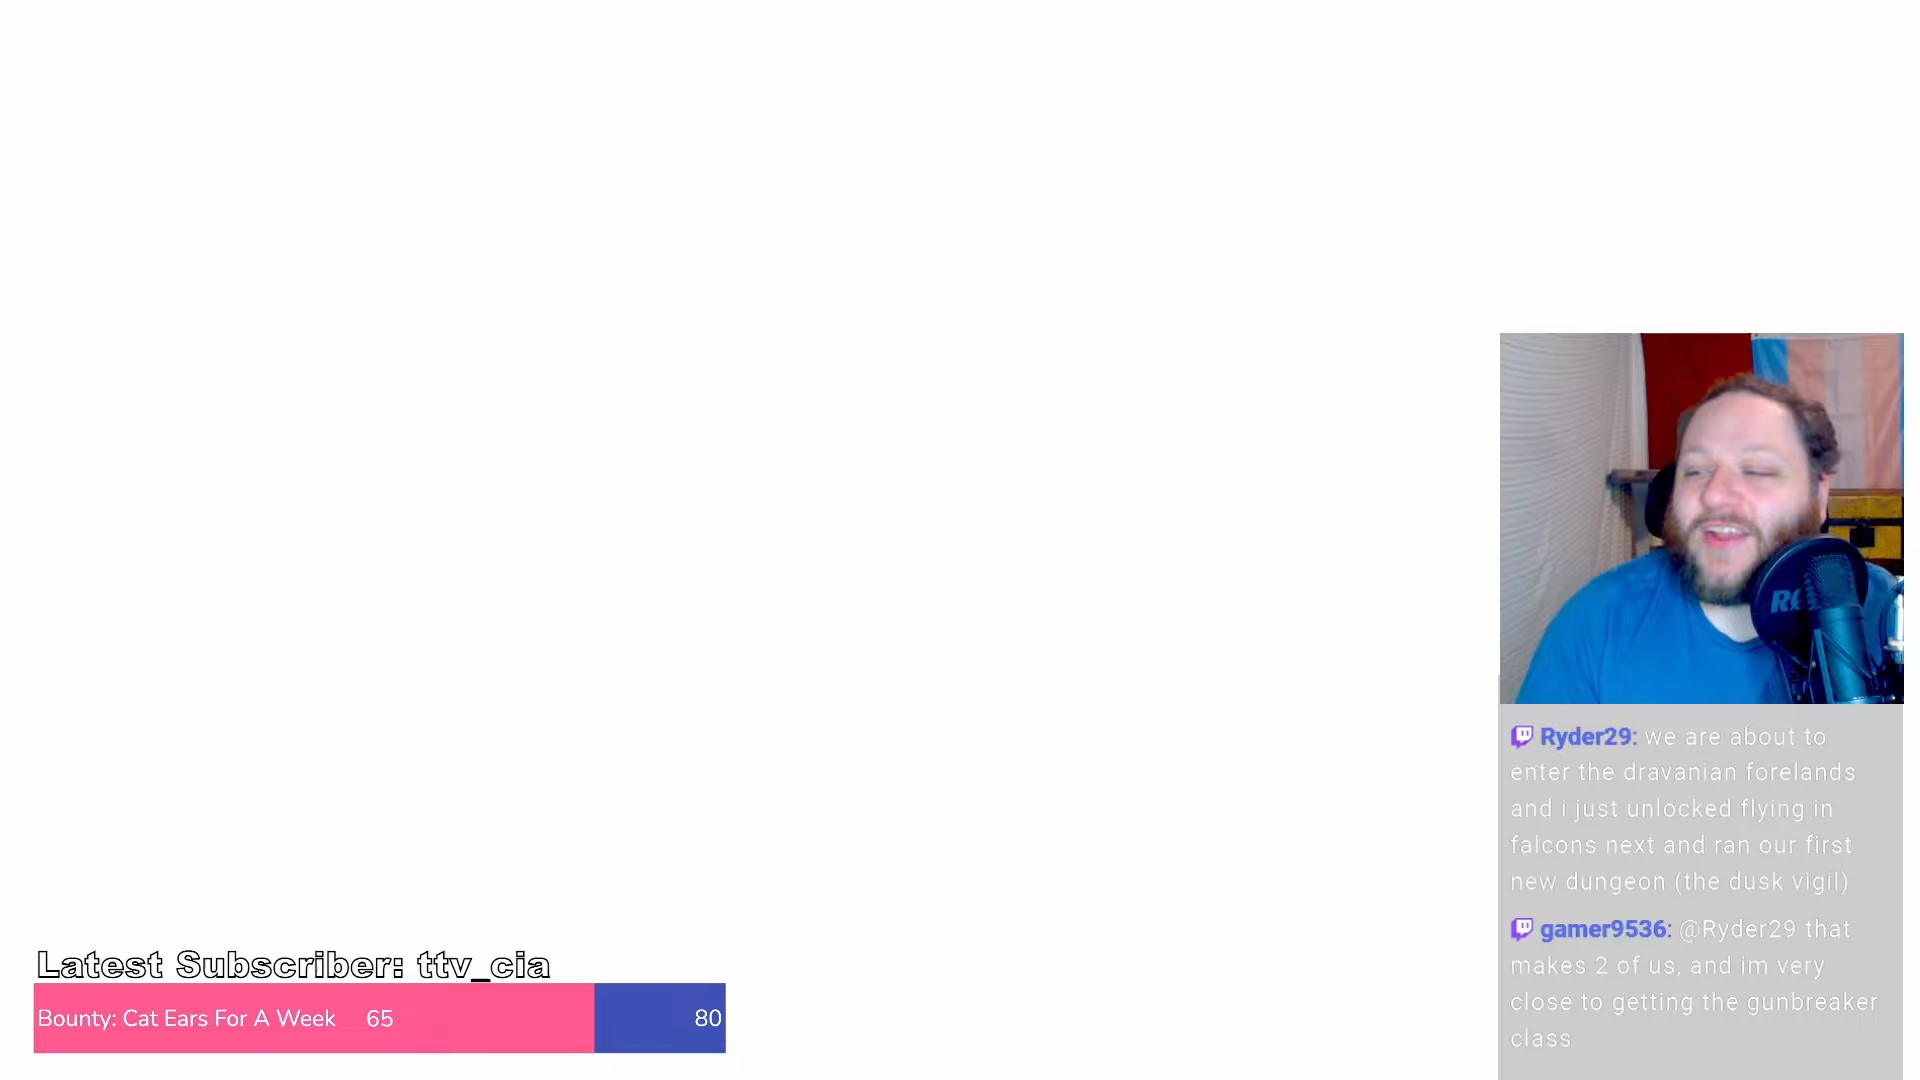 Ryder29: we are about to
enter the dravanian forelands
and i just unlocked flying in
falcons next and ran our first
new dungeon (the dusk vigil)
gamer9536: @Ryder29 that
makes 2 of us, and im very
close to getting the gunbreaker
class
Latest Subscriber: ttv_cia
Bounty: Cat Ears For A Week 65 80